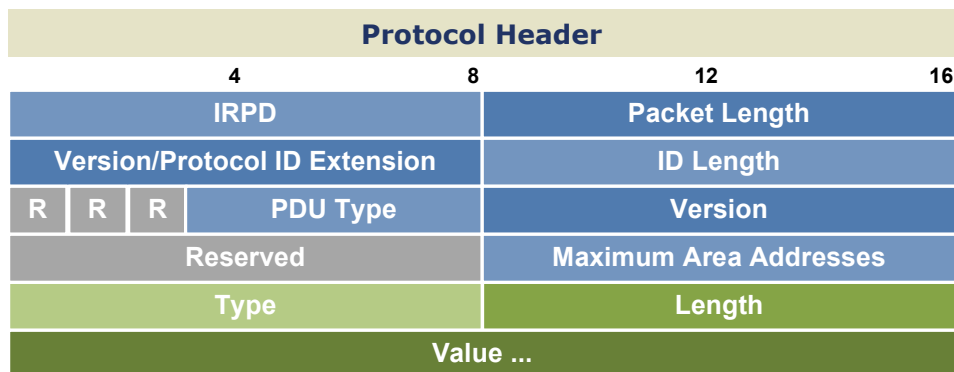 Protocol Header
4 8 12 16
IRPD Packet Length
Version/Protocol ID Extension ID Length
R R R PDU Type Version
Reserved Maximum Area Addresses
Type Length
Value ...